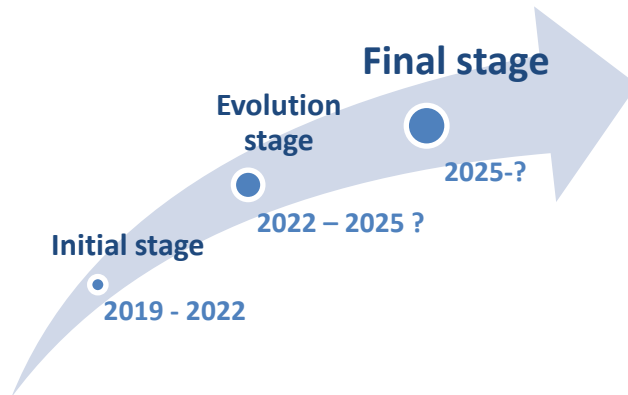 Final stage
Evolution
stage
2025-?
2022 – 2025 ?
Initial stage
2019 - 2022